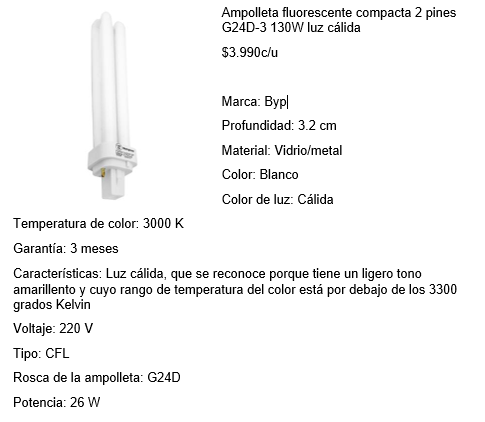 Ampolleta fluorescente compacta 2 pines
G24D-3 130W luz cálida
$3.990c/u
Marca: Byp
Profundidad: 3.2 cm
Material: Vidrio/metal
Color: Blanco
Color de luz: Cálida
Temperatura de color: 3000 K
Garantía: 3 meses
Características: Luz cálida, que se reconoce porque tiene un ligero tono
amarillento y cuyo rango de temperatura del color está por debajo de los 3300
grados Kelvin
Voltaje: 220 V
Tipo: CFL
Rosca de la ampolleta: G24D
Potencia: 26 W